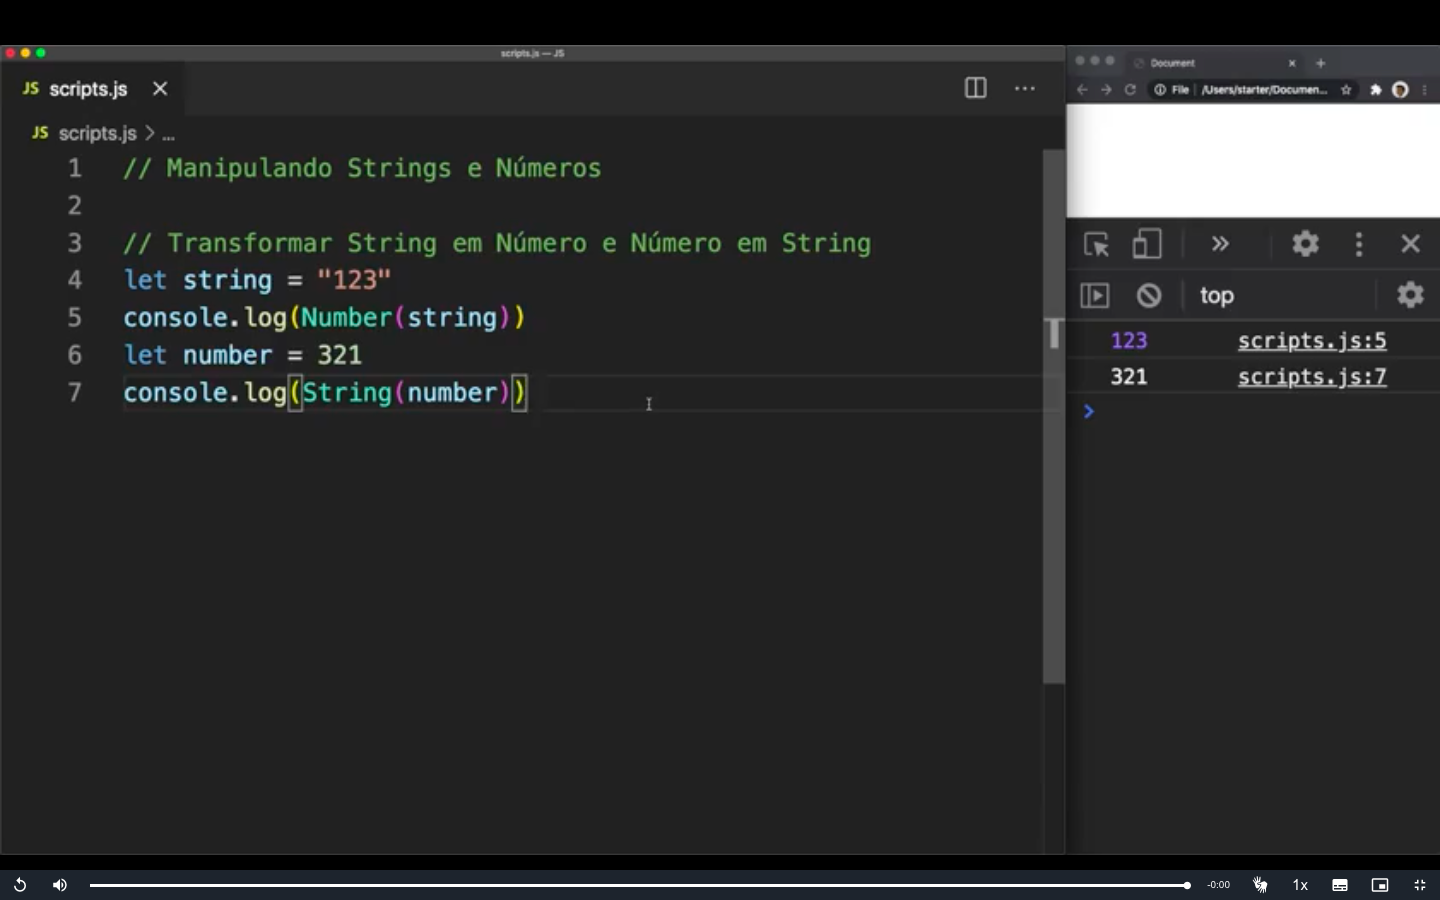 scripts.js — JS
JS scripts.js
JS scripts.js > ...
1 // Manipulando Strings e Números
2
3 // Transformar String em Número e Número em String
4 let string = "123"
5 console.log(Number(string))
6 let number = 321
7 console.log(String(number))
Document
File | /Users/starter/Documen...
top
123 scripts.js:5
321 scripts.js:7
-0:00
1x